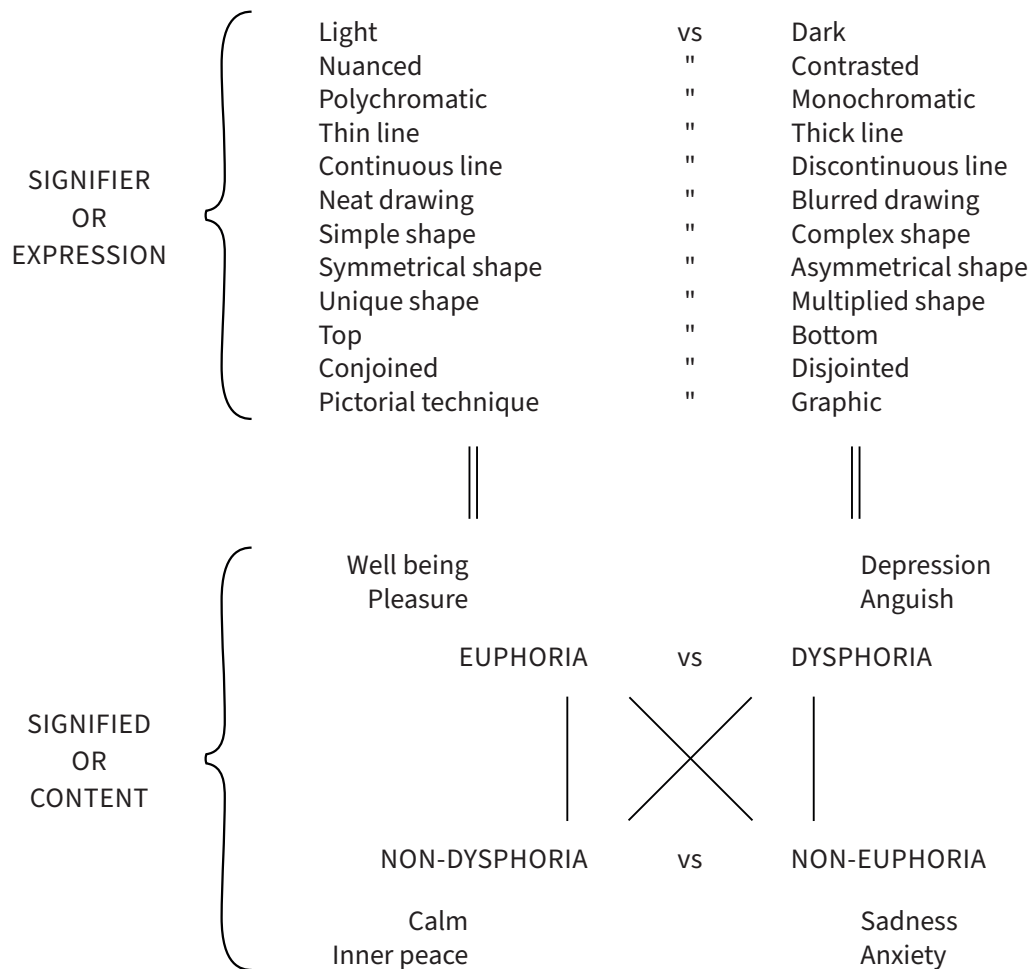 Light vs Dark
Nuanced " Contrasted
Polychromatic " Monochromatic
Thin line " Thick line
Continuous line " Discontinuous line
Neat drawing " Blurred drawing
Simple shape " Complex shape
Symmetrical shape " Asymmetrical shape
Unique shape " Multiplied shape
Top " Bottom
Conjoined " Disjointed
Pictorial technique " Graphic
SIGNIFIER
OR
EXPRESSION
Well being Depression
Pleasure Anguish
EUPHORIA vs DYSPHORIA
SIGNIFIED
OR
CONTENT
NON-DYSPHORIA vs NON-EUPHORIA
Calm Sadness
Inner peace Anxiety